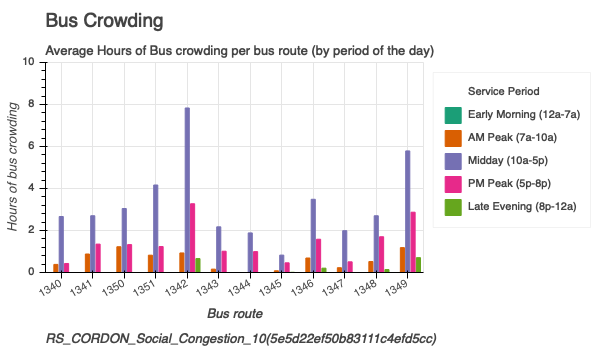 Bus Crowding
Average Hours of Bus crowding per bus route (by period of the day)
10
8
6
4
2
0
Hours of bus crowding
1340
1341
1350
1351
1342
1343
1344
1345
1346
1347
1348
1349
Bus route
Service Period
Early Morning (12a-7a)
AM Peak (7a-10a)
Midday (10a-5p)
PM Peak (5p-8p)
Late Evening (8p-12a)
RS_CORDON_Social_Congestion_10(5e5d22ef50b83111c4efd5cc)